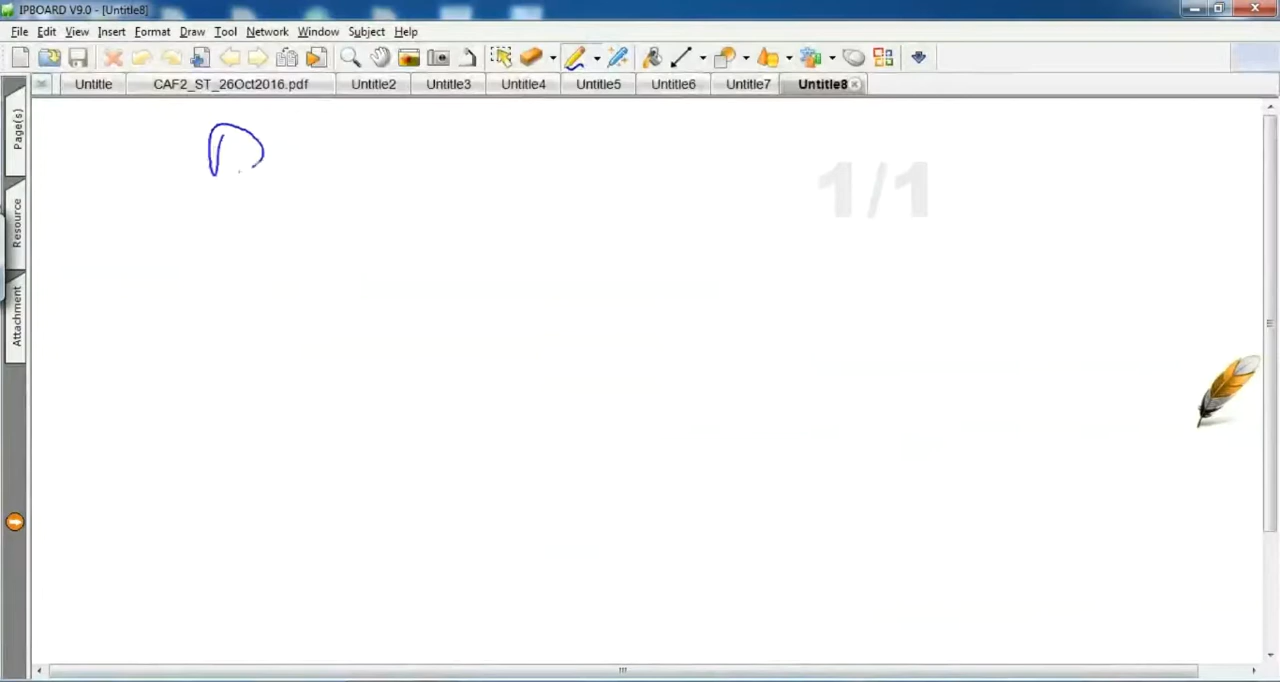 IPBOARD V9.0 - [Untitle8]
File Edit View Insert Format Draw Tool Network Window Subject Help
Untitle CAF2_ST_26Oct2016.pdf Untitle2 Untitle3 Untitle4 Untitle5 Untitle6 Untitle7 Untitle8
Page(s)
Resource
Attachment
1/1